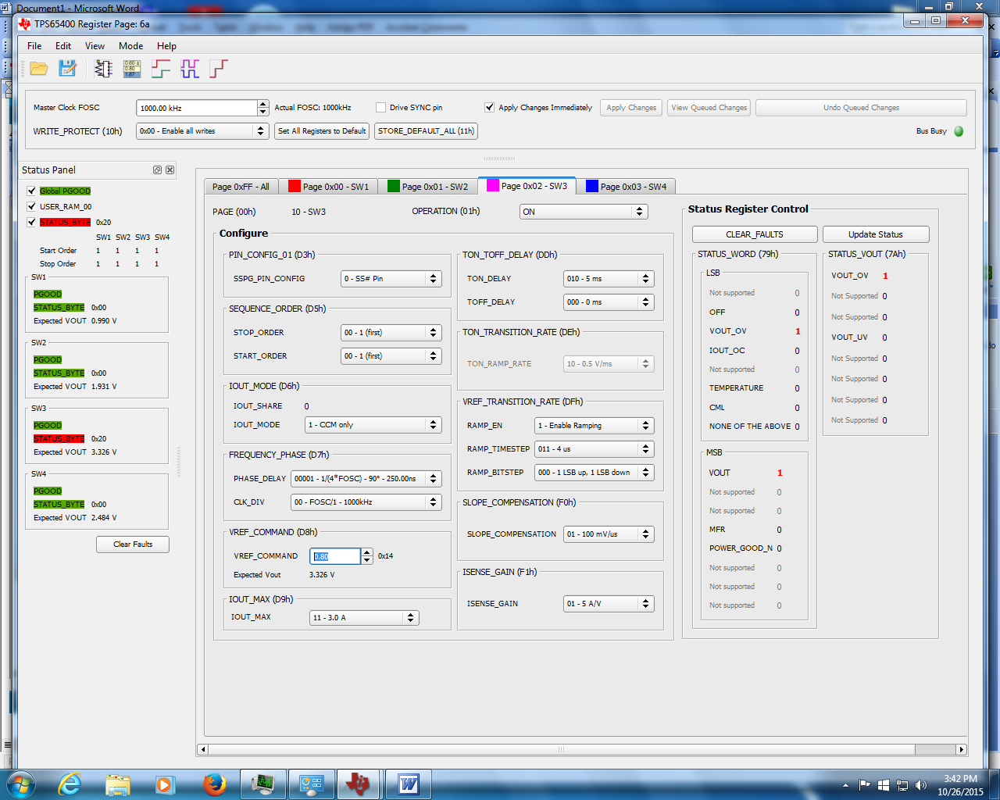 Document1 - Microsoft Word
TPS65400 Register Page: 6a
File Edit View Mode Help
Master Clock FOSC 1000.00 kHz Actual FOSC: 1000kHz Drive SYNC pin Apply Changes Immediately Apply Changes View Queued Changes Undo Queued Changes
WRITE_PROTECT (10h) 0x00 - Enable all writes Set All Registers to Default STORE_DEFAULT_ALL (11h) Bus Busy
Status Panel
Global PGOOD
USER_RAM_00
STATUS_BYTE 0x20
SW1 SW2 SW3 SW4
Start Order 1 1 1 1
Stop Order 1 1 1 1
SW1
PGOOD
STATUS_BYTE 0x00
Expected VOUT 0.990 V
SW2
PGOOD
STATUS_BYTE 0x00
Expected VOUT 1.931 V
SW3
PGOOD
STATUS_BYTE 0x20
Expected VOUT 3.326 V
SW4
PGOOD
STATUS_BYTE 0x00
Expected VOUT 2.484 V
Clear Faults
Page 0xFF - All Page 0x00 - SW1 Page 0x01 - SW2 Page 0x02 - SW3 Page 0x03 - SW4
PAGE (00h) 10 - SW3 OPERATION (01h) ON
Configure
PIN_CONFIG_01 (D3h)
SSPG_PIN_CONFIG 0 - SS# Pin
SEQUENCE_ORDER (D5h)
STOP_ORDER 00 - 1 (first)
START_ORDER 00 - 1 (first)
IOUT_MODE (D6h)
IOUT_SHARE 0
IOUT_MODE 1 - CCM only
FREQUENCY_PHASE (D7h)
PHASE_DELAY 00001 - 1/(4*FOSC) - 90° - 250.00ns
CLK_DIV 00 - FOSC/1 - 1000kHz
VREF_COMMAND (D8h)
VREF_COMMAND 0.80 0x14
Expected Vout 3.326 V
IOUT_MAX (D9h)
IOUT_MAX 11 - 3.0 A
TON_TOFF_DELAY (DDh)
TON_DELAY 010 - 5 ms
TOFF_DELAY 000 - 0 ms
TON_TRANSITION_RATE (DEh)
TON_RAMP_RATE 10 - 0.5 V/ms
VREF_TRANSITION_RATE (DFh)
RAMP_EN 1 - Enable Ramping
RAMP_TIMESTEP 011 - 4 us
RAMP_BITSTEP 000 - 1 LSB up, 1 LSB down
SLOPE_COMPENSATION (F0h)
SLOPE_COMPENSATION 01 - 100 mV/us
ISENSE_GAIN (F1h)
ISENSE_GAIN 01 - 5 A/V
Status Register Control
CLEAR_FAULTS Update Status
STATUS_WORD (79h)
LSB
Not supported 0
OFF 0
VOUT_OV 1
IOUT_OC 0
Not supported 0
TEMPERATURE 0
CML 0
NONE OF THE ABOVE 0
MSB
VOUT 1
Not supported 0
Not supported 0
MFR 0
POWER_GOOD_N 0
Not supported 0
Not supported 0
Not supported 0
STATUS_VOUT (7Ah)
VOUT_OV 1
Not Supported 0
Not Supported 0
VOUT_UV 0
Not Supported 0
Not Supported 0
Not Supported 0
Not Supported 0
3:42 PM
10/26/2015